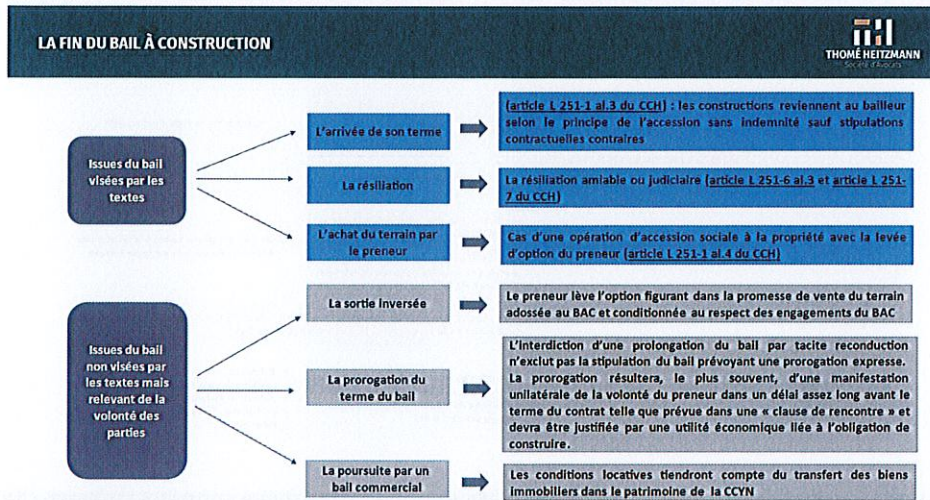 LA FIN DU BAIL À CONSTRUCTION
THOMÉ HEITZMANN
Société d'Avocats
Issues du bail
visées par les
textes
L'arrivée de son terme
(article L 251-1 al.3 du CCH) : les constructions reviennent au bailleur
selon le principe de l'accession sans indemnité sauf stipulations
contractuelles contraires
La résiliation
La résiliation amiable ou judiciaire (article L 251-6 al.3 et article L 251-
7 du CCH)
L'achat du terrain par
le preneur
Cas d'une opération d'accession sociale à la propriété avec la levée
d'option du preneur (article L 251-1 al.4 du CCH)
Issues du bail
non visées par
les textes mais
relevant de la
volonté des
parties
La sortie inversée
Le preneur lève l'option figurant dans la promesse de vente du terrain
adossée au BAC et conditionnée au respect des engagements du BAC
La prorogation du
terme du bail
L'interdiction d'une prolongation du bail par tacite reconduction
n'exclut pas la stipulation du bail prévoyant une prorogation expresse.
La prorogation résultera, le plus souvent, d'une manifestation
unilatérale de la volonté du preneur dans un délai assez long avant le
terme du contrat telle que prévue dans une « clause de rencontre » et
devra être justifiée par une utilité économique liée à l'obligation de
construire.
La poursuite par un
bail commercial
Les conditions locatives tiendront compte du transfert des biens
immobiliers dans le patrimoine de la CCYN